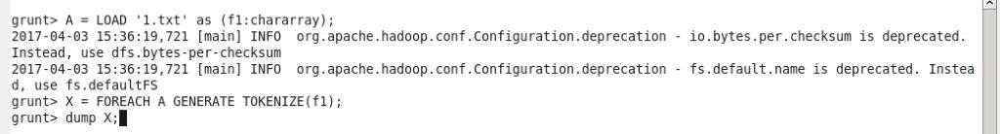 grunt> A = LOAD '1.txt' as (f1:chararray);
2017-04-03 15:36:19,721 [main] INFO  org.apache.hadoop.conf.Configuration.deprecation - io.bytes.per.checksum is deprecated.
Instead, use dfs.bytes-per-checksum
2017-04-03 15:36:19,721 [main] INFO  org.apache.hadoop.conf.Configuration.deprecation - fs.default.name is deprecated. Instea
d, use fs.defaultFS
grunt> X = FOREACH A GENERATE TOKENIZE(f1);
grunt> dump X;